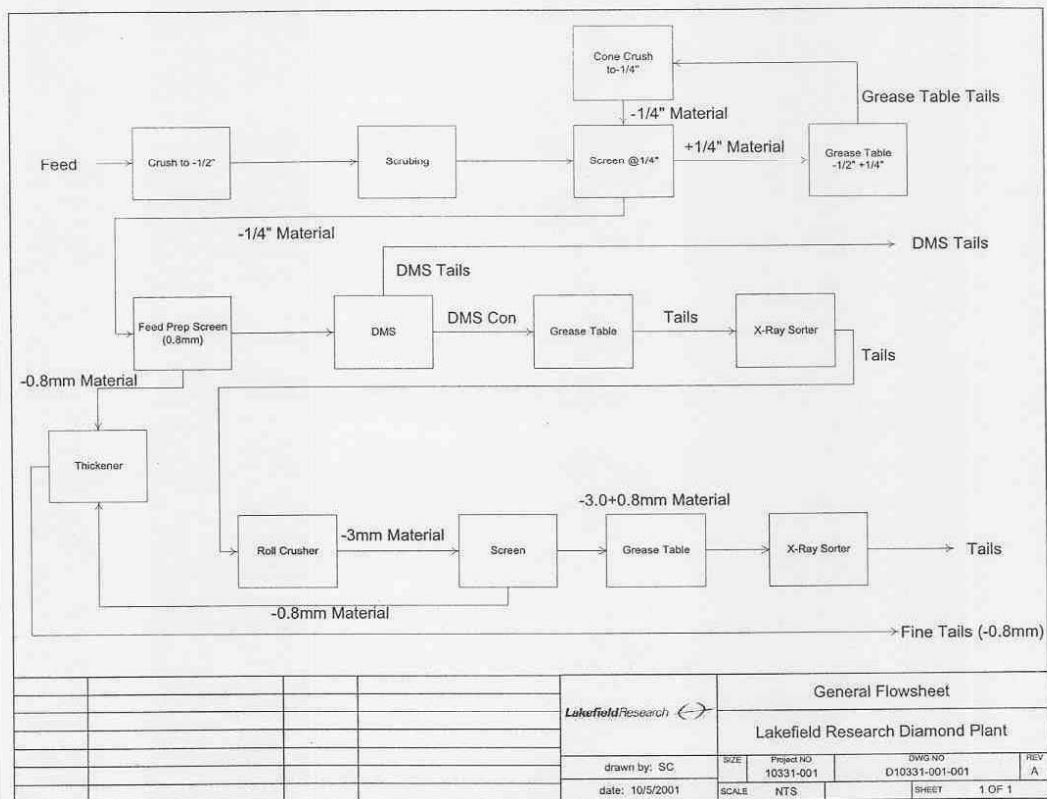 Cone Crush
to-1/4"
Grease Table Tails
-1/4" Material
Feed
Crush to -1/2"
Scrubing
Screen @1/4"
+1/4" Material
Grease Table
-1/2" +1/4"
-1/4" Material
DMS Tails
DMS Tails
Feed Prep Screen
(0.8mm)
DMS
DMS Con
Grease Table
Tails
X-Ray Sorter
Tails
-0.8mm Material
Thickener
-3.0+0.8mm Material
Roll Crusher
-3mm Material
Screen
Grease Table
X-Ray Sorter
Tails
-0.8mm Material
Fine Tails (-0.8mm)
General Flowsheet
LakefieldResearch
Lakefield Research Diamond Plant
drawn by: SC
SIZE
Project NO
10331-001
DWG NO
D10331-001-001
REV
A
date: 10/5/2001
SCALE
NTS
SHEET
1 OF 1